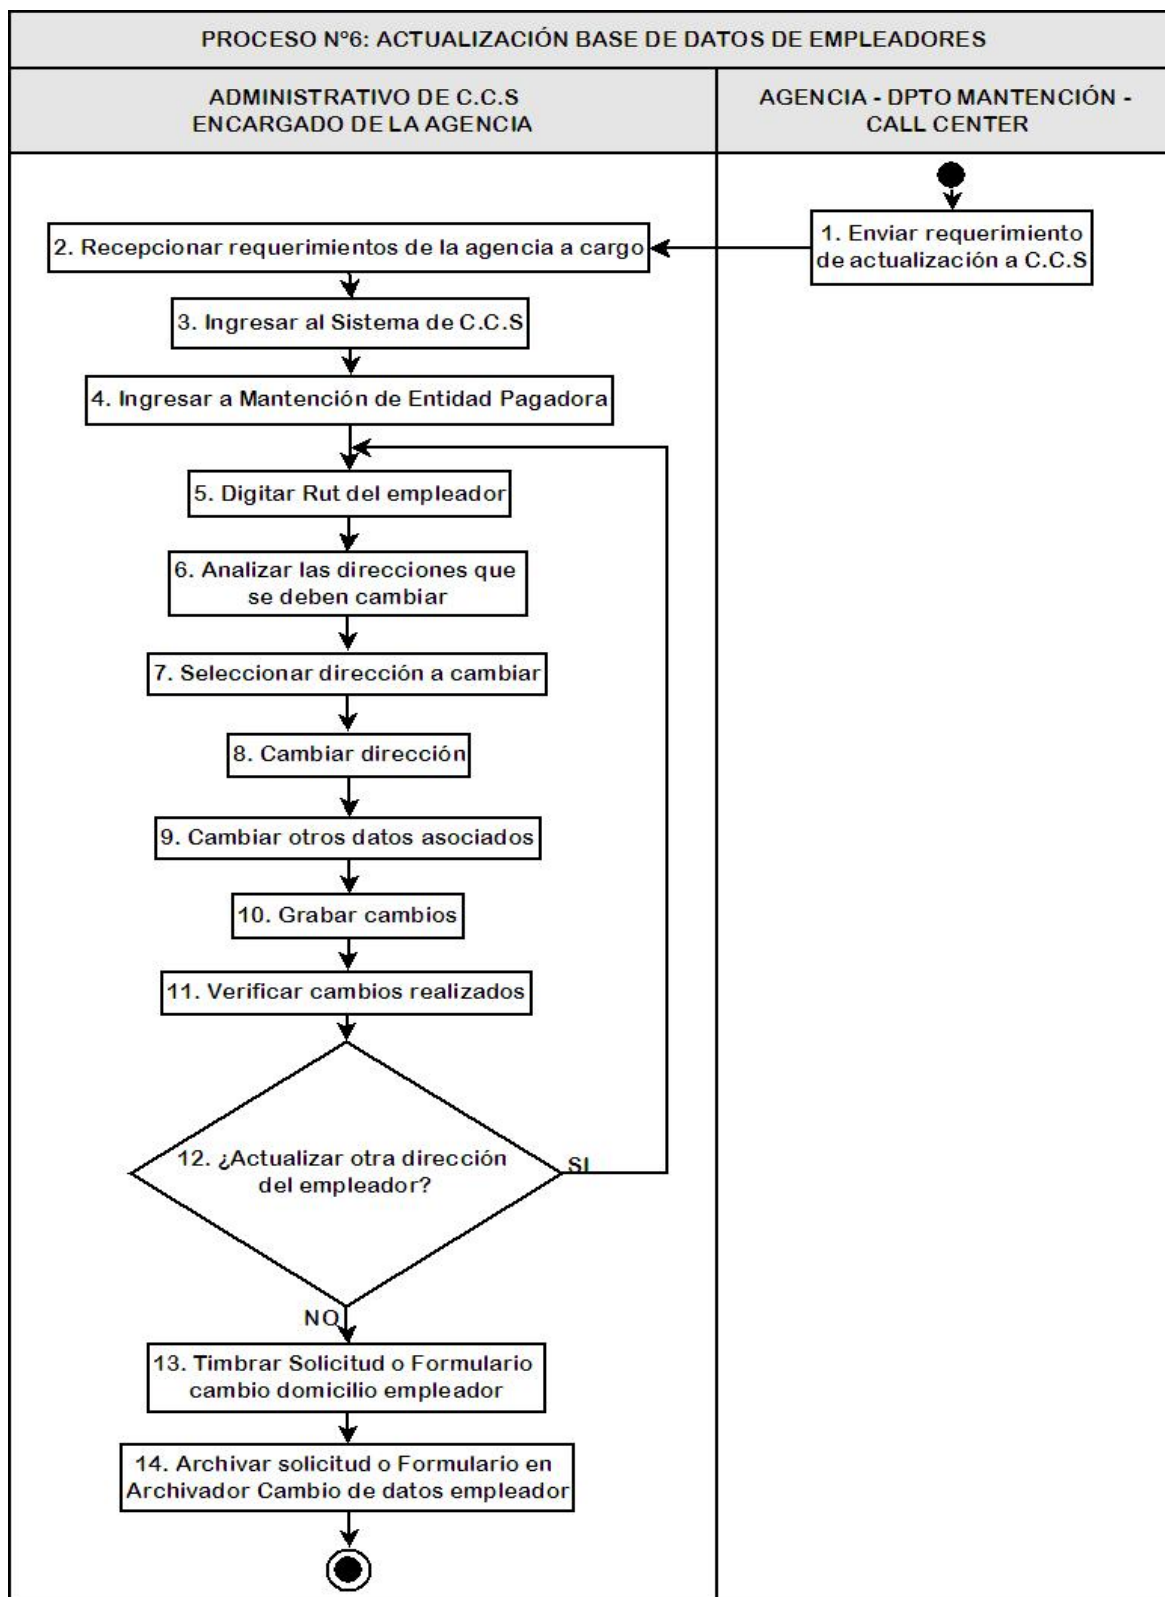 PROCESO Nº6: ACTUALIZACIÓN BASE DE DATOS DE EMPLEADORES
ADMINISTRATIVO DE C.C.S
ENCARGADO DE LA AGENCIA
AGENCIA - DPTO MANTENCIÓN -
CALL CENTER
1. Enviar requerimiento
de actualización a C.C.S
2. Recepcionar requerimientos de la agencia a cargo
3. Ingresar al Sistema de C.C.S
4. Ingresar a Mantención de Entidad Pagadora
5. Digitar Rut del empleador
6. Analizar las direcciones que
se deben cambiar
7. Seleccionar dirección a cambiar
8. Cambiar dirección
9. Cambiar otros datos asociados
10. Grabar cambios
11. Verificar cambios realizados
12. ¿Actualizar otra dirección
del empleador?
SI
NO
13. Timbrar Solicitud o Formulario
cambio domicilio empleador
14. Archivar solicitud o Formulario en
Archivador Cambio de datos empleador